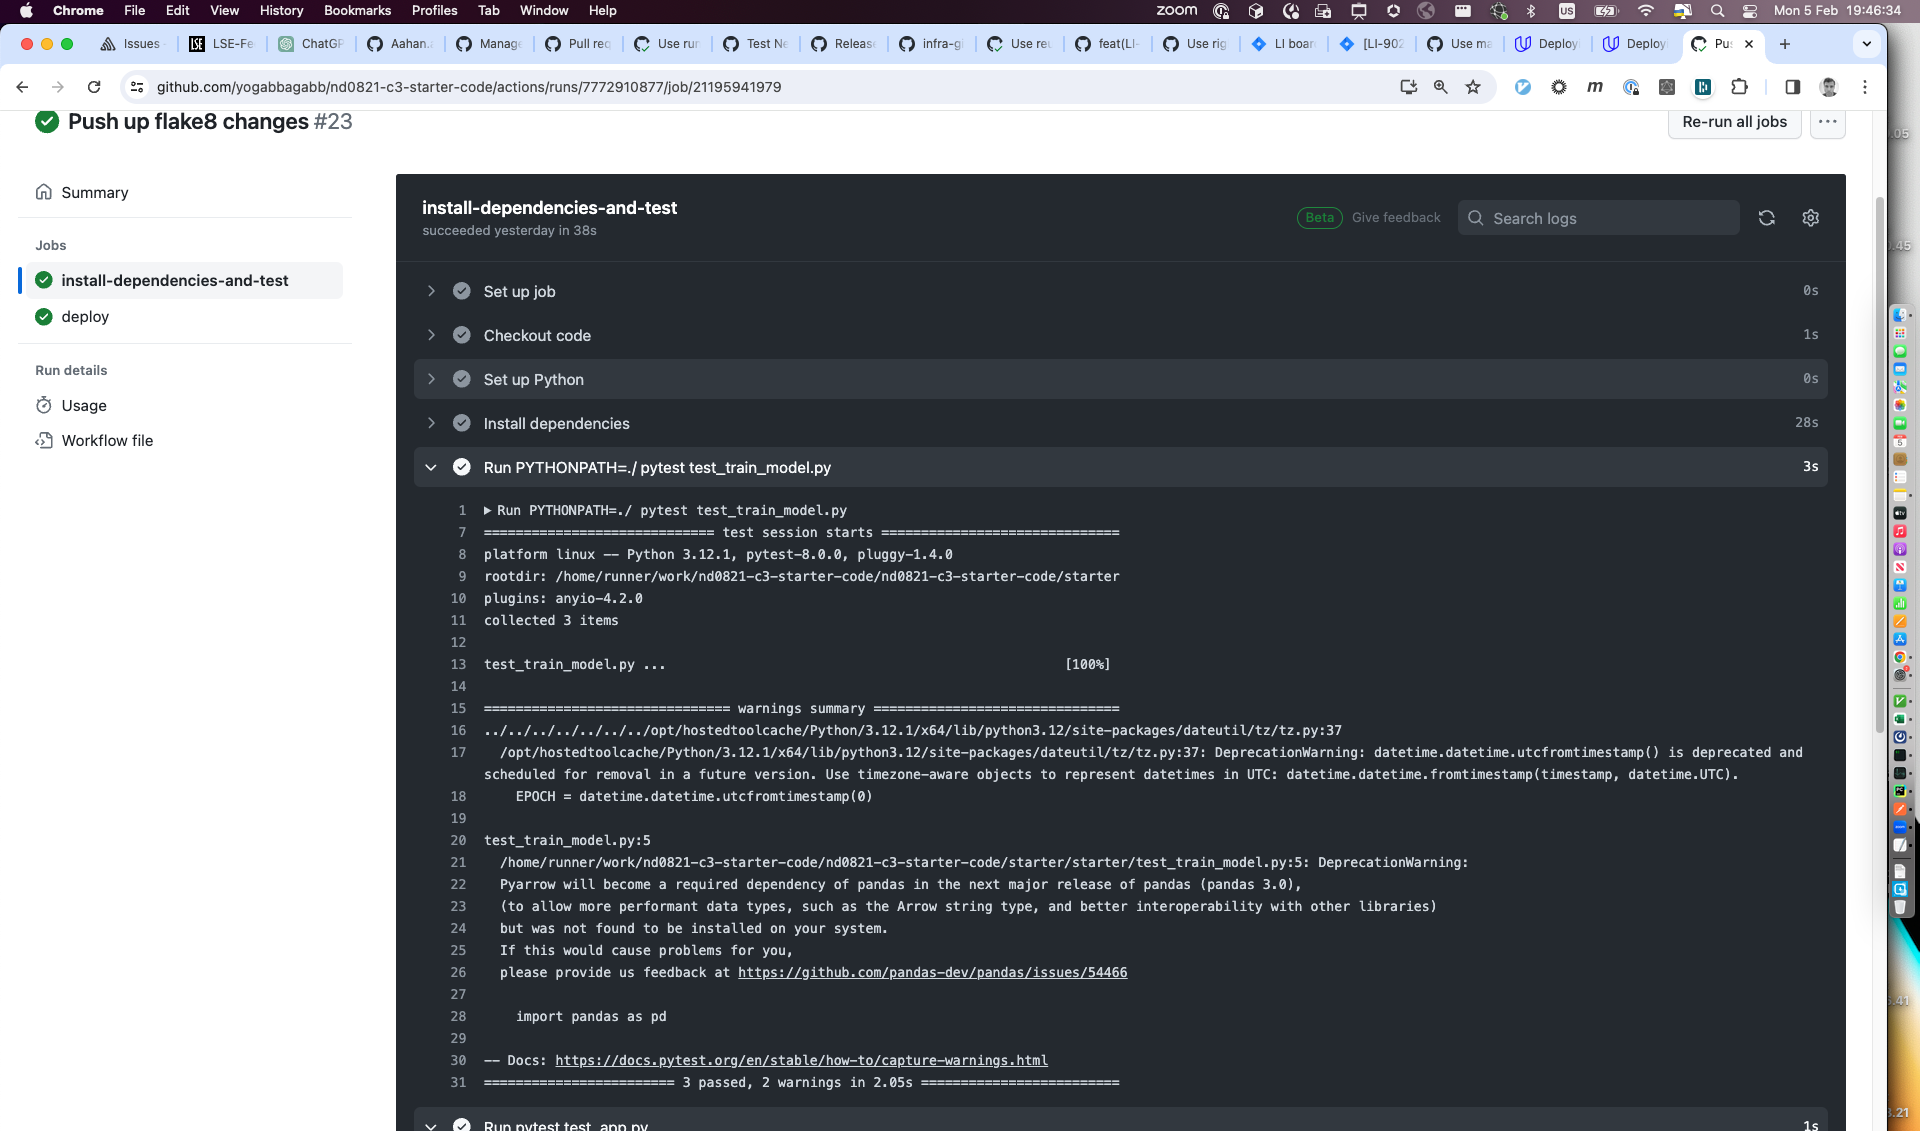 Chrome File Edit View History Bookmarks Profiles Tab Window Help zoom US Mon 5 Feb 19:46:34
Issues LSE-Fe ChatGP Aahan. Manage Pull req Use run Test Ne Release infra-g Use re feat(LI- Use rig LI boar [LI-902 Use ma Deploy Deploy Pus
github.com/yogabbagabb/nd0821-c3-starter-code/actions/runs/7772910877/job/21195941979
Push up flake8 changes #23
Re-run all jobs
Summary
Jobs
install-dependencies-and-test
deploy
Run details
Usage
Workflow file
install-dependencies-and-test
succeeded yesterday in 38s
Beta Give feedback Search logs
Set up job 0s
Checkout code 1s
Set up Python 0s
Install dependencies 28s
Run PYTHONPATH=./ pytest test_train_model.py 3s
1 Run PYTHONPATH=./ pytest test_train_model.py
7 ============================= test session starts ==============================
8 platform linux -- Python 3.12.1, pytest-8.0.0, pluggy-1.4.0
9 rootdir: /home/runner/work/nd0821-c3-starter-code/nd0821-c3-starter-code/starter
10 plugins: anyio-4.2.0
11 collected 3 items
12
13 test_train_model.py ... [100%]
14
15 =============================== warnings summary ===============================
16 ../../../../../../../opt/hostedtoolcache/Python/3.12.1/x64/lib/python3.12/site-packages/dateutil/tz/tz.py:37
17 /opt/hostedtoolcache/Python/3.12.1/x64/lib/python3.12/site-packages/dateutil/tz/tz.py:37: DeprecationWarning: datetime.datetime.utcfromtimestamp() is deprecated and
scheduled for removal in a future version. Use timezone-aware objects to represent datetimes in UTC: datetime.datetime.fromtimestamp(timestamp, datetime.UTC).
18 EPOCH = datetime.datetime.utcfromtimestamp(0)
19
20 test_train_model.py:5
21 /home/runner/work/nd0821-c3-starter-code/nd0821-c3-starter-code/starter/starter/test_train_model.py:5: DeprecationWarning:
22 Pyarrow will become a required dependency of pandas in the next major release of pandas (pandas 3.0),
23 (to allow more performant data types, such as the Arrow string type, and better interoperability with other libraries)
24 but was not found to be installed on your system.
25 If this would cause problems for you,
26 please provide us feedback at https://github.com/pandas-dev/pandas/issues/54466
27
28 import pandas as pd
29
30 -- Docs: https://docs.pytest.org/en/stable/how-to/capture-warnings.html
31 ======================== 3 passed, 2 warnings in 2.05s =========================
Run pytest test_app.py 1s